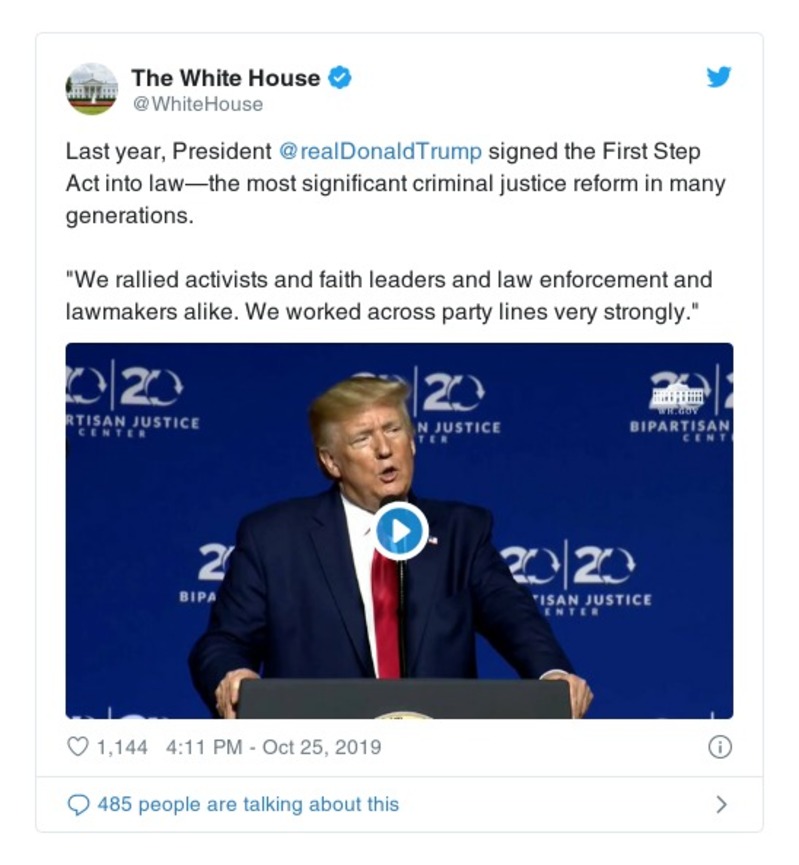 The White House
@WhiteHouse
Last year, President @realDonaldTrump signed the First Step
Act into law—the most significant criminal justice reform in many
generations.
"We rallied activists and faith leaders and law enforcement and
lawmakers alike. We worked across party lines very strongly."
20|20 20 20|2
RTISAN JUSTICE N JUSTICE BIPARTISAN
CENTER TER CENT
WH.GOV
2 20|20
BIPA TISAN JUSTICE
ENTER
1,144 4:11 PM - Oct 25, 2019
485 people are talking about this